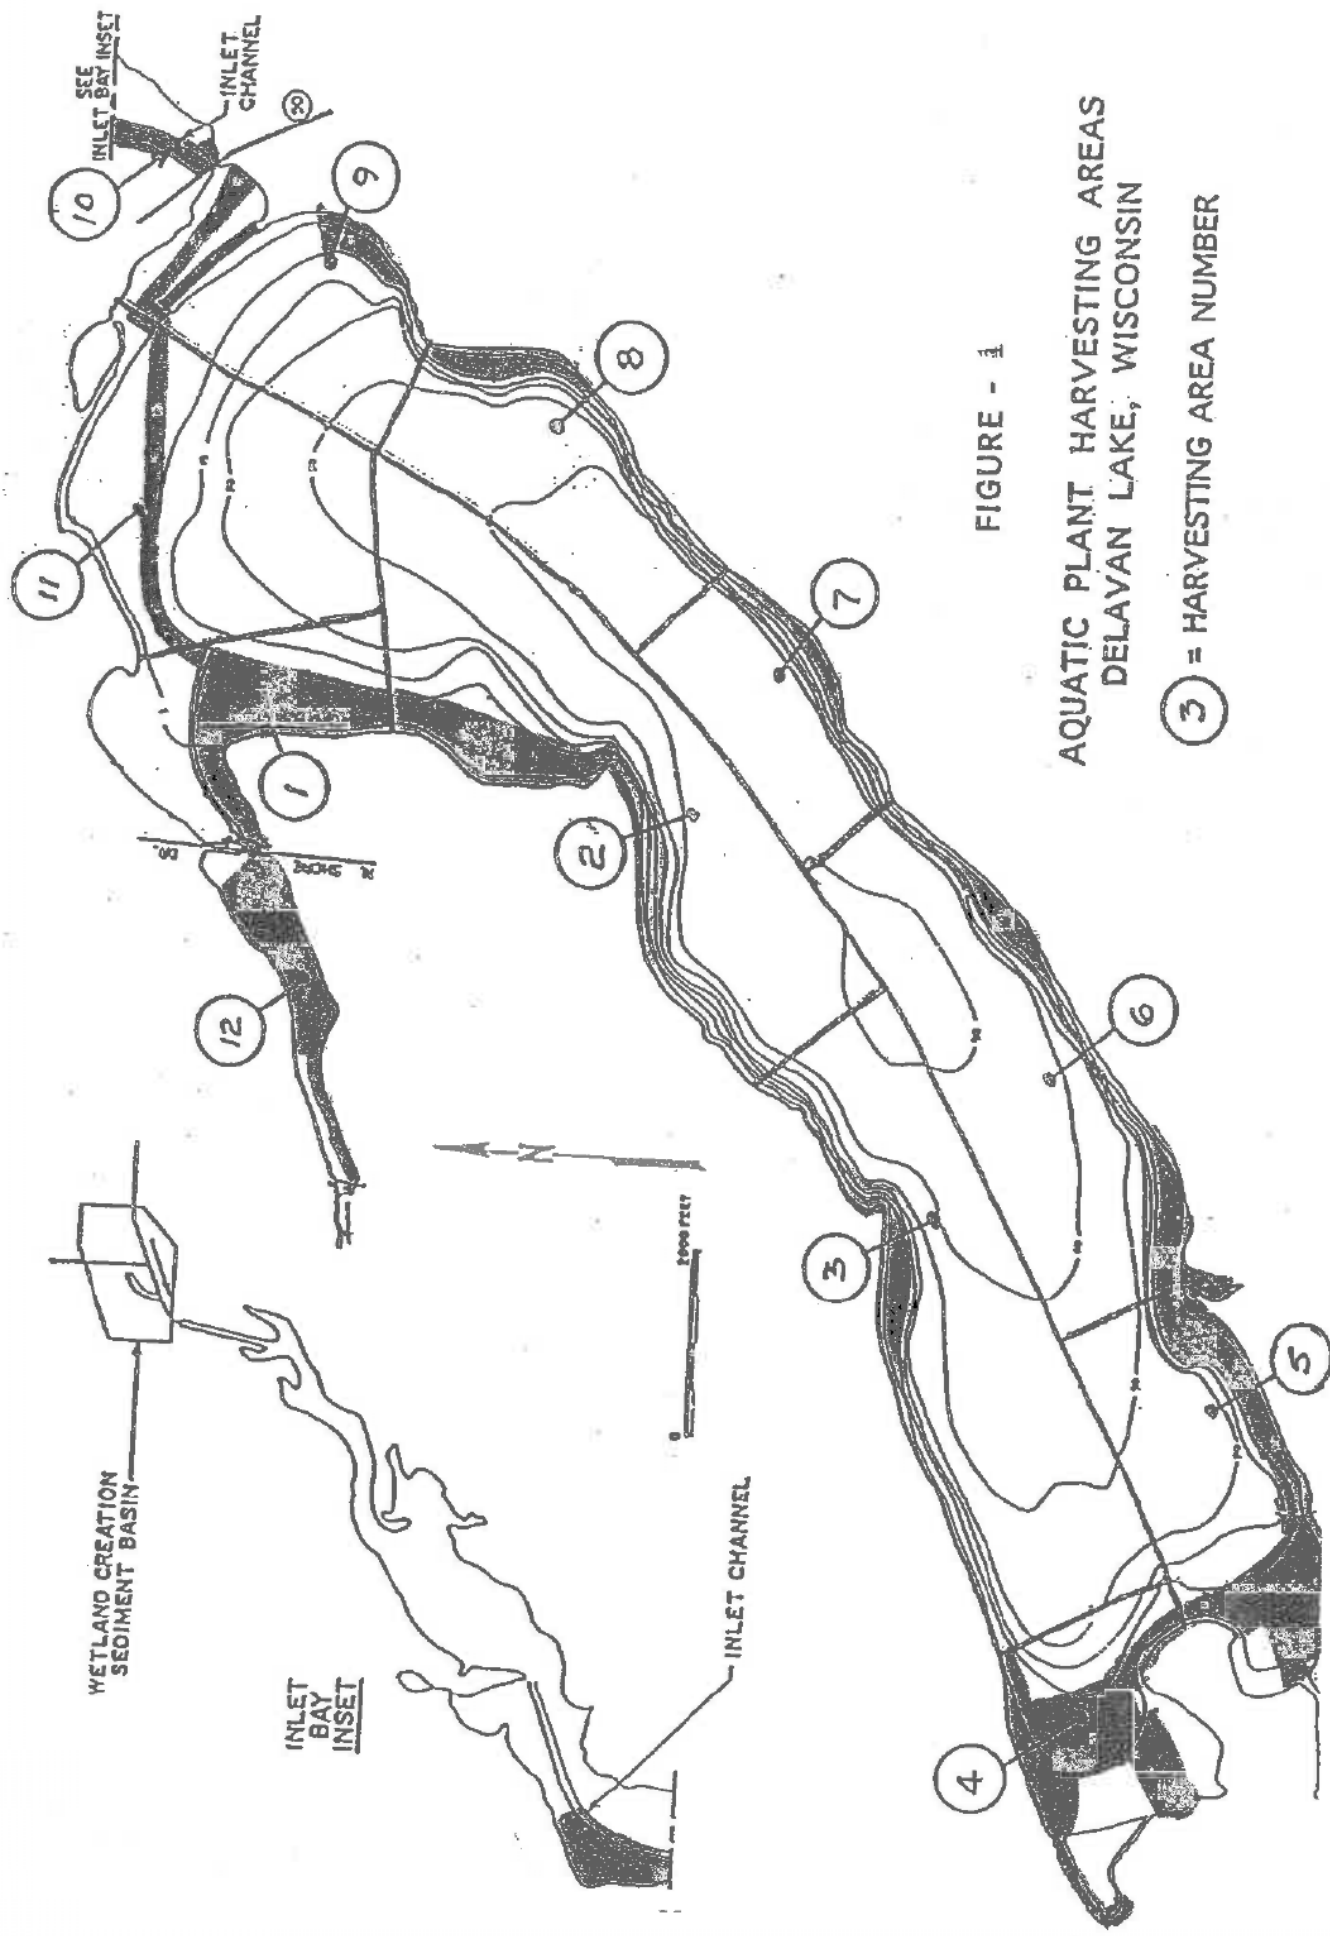 SEE
INLET BAY INSET
INLET
CHANNEL
50
10
9
11
8
1
7
2
12
6
3
5
4
WETLAND CREATION
SEDIMENT BASIN
INLET
BAY
INSET
INLET CHANNEL
N
0
2000 FEET
FIGURE - 1
AQUATIC PLANT HARVESTING AREAS
DELAVAN LAKE, WISCONSIN
3 = HARVESTING AREA NUMBER